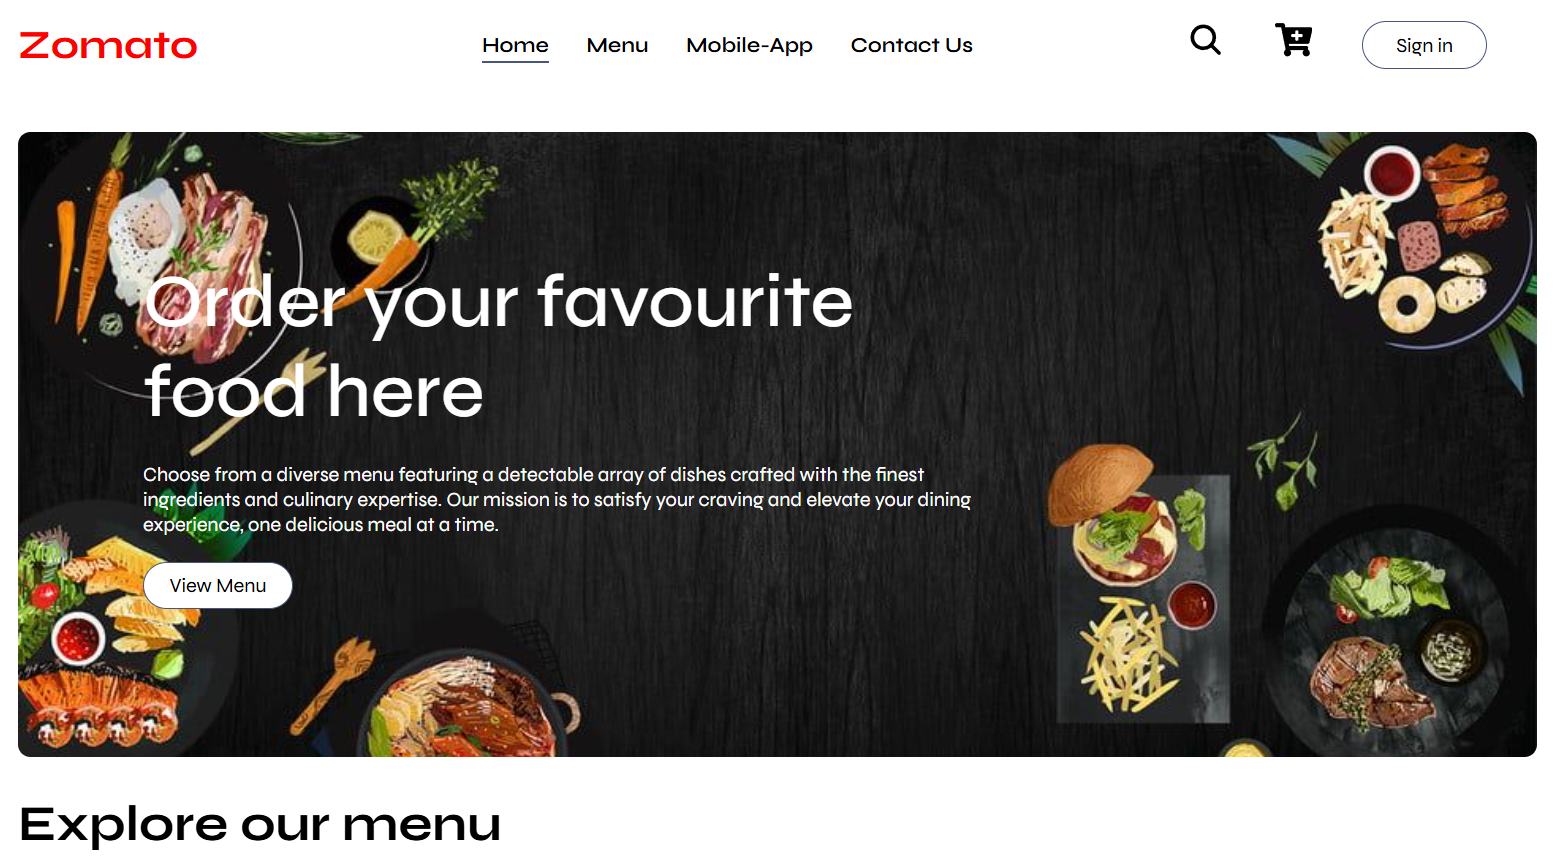 Zomato
Home Menu Mobile-App Contact Us
Sign in
Order your favourite
food here
Choose from a diverse menu featuring a detectable array of dishes crafted with the finest
ingredients and culinary expertise. Our mission is to satisfy your craving and elevate your dining
experience, one delicious meal at a time.
View Menu
Explore our menu